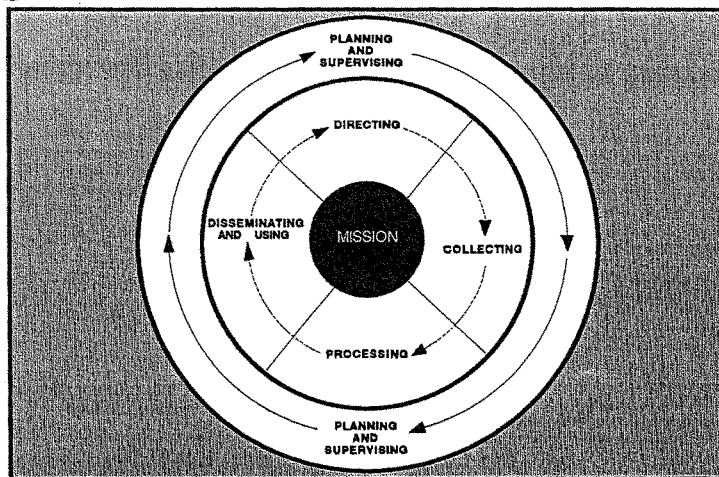 PLANNING
AND
SUPERVISING
DIRECTING
DISSEMINATING
AND USING
MISSION
COLLECTING
PROCESSING
PLANNING
AND
SUPERVISING